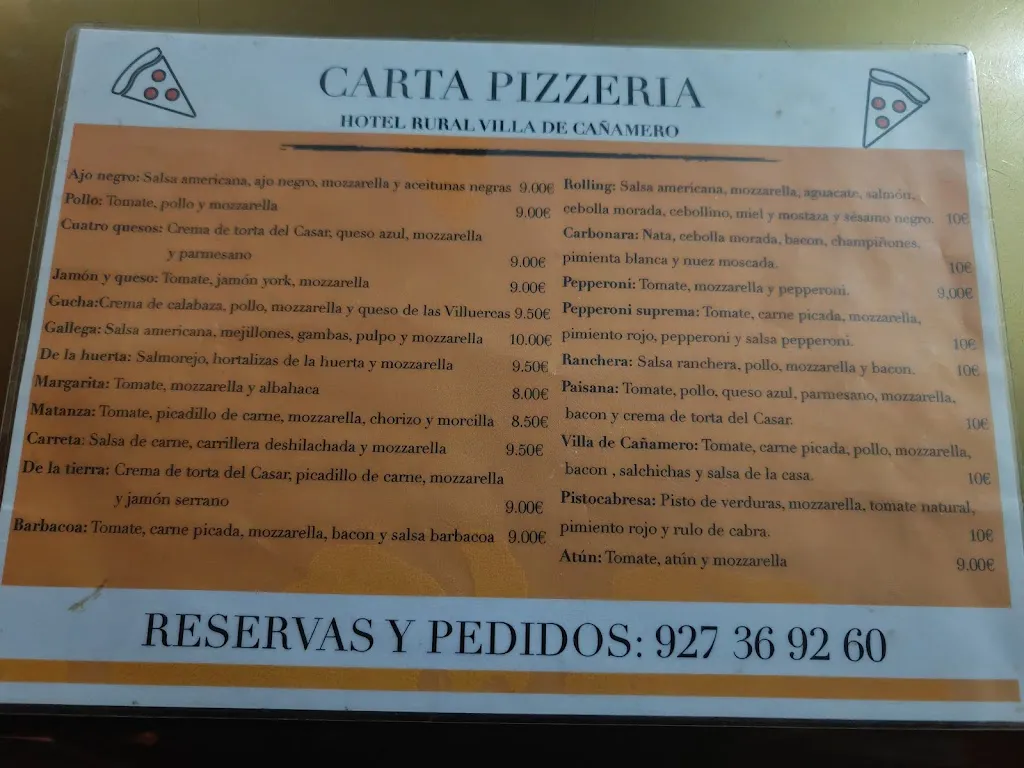 CARTA PIZZERIA
HOTEL RURAL VILLA DE CAÑAMERO
Ajo negro: Salsa americana, ajo negro, mozzarella y aceitunas negras 9.00€
Pollo: Tomate, pollo y mozzarella 9.00€
Cuatro quesos: Crema de torta del Casar, queso azul, mozzarella
y parmesano 9.00€
Jamón y queso: Tomate, jamón york, mozzarella 9.00€
Gucha:Crema de calabaza, pollo, mozzarella y queso de las Villuercas 9.50€
Gallega: Salsa americana, mejillones, gambas, pulpo y mozzarella 10.00€
De la huerta: Salmorejo, hortalizas de la huerta y mozzarella 9.50€
Margarita: Tomate, mozzarella y albahaca 8.00€
Matanza: Tomate, picadillo de carne, mozzarella, chorizo y morcilla 8.50€
Carreta: Salsa de carne, carrillera deshilachada y mozzarella 9.50€
De la tierra: Crema de torta del Casar, picadillo de carne, mozzarella
y jamón serrano 9.00€
Barbacoa: Tomate, carne picada, mozzarella, bacon y salsa barbacoa 9.00€
Rolling: Salsa americana, mozzarella, aguacate, salmón,
cebolla morada, cebollino, miel y mostaza y sésamo negro. 10€
Carbonara: Nata, cebolla morada, bacon, champiñones,
pimienta blanca y nuez moscada. 10€
Pepperoni: Tomate, mozzarella y pepperoni. 9,00€
Pepperoni suprema: Tomate, carne picada, mozzarella,
pimiento rojo, pepperoni y salsa pepperoni. 10€
Ranchera: Salsa ranchera, pollo, mozzarella y bacon. 10€
Paisana: Tomate, pollo, queso azul, parmesano, mozzarella,
bacon y crema de torta del Casar. 10€
Villa de Cañamero: Tomate, carne picada, pollo, mozzarella,
bacon , salchichas y salsa de la casa. 10€
Pistocabresa: Pisto de verduras, mozzarella, tomate natural,
pimiento rojo y rulo de cabra. 10€
Atún: Tomate, atún y mozzarella 9.00€
RESERVAS Y PEDIDOS: 927 36 92 60